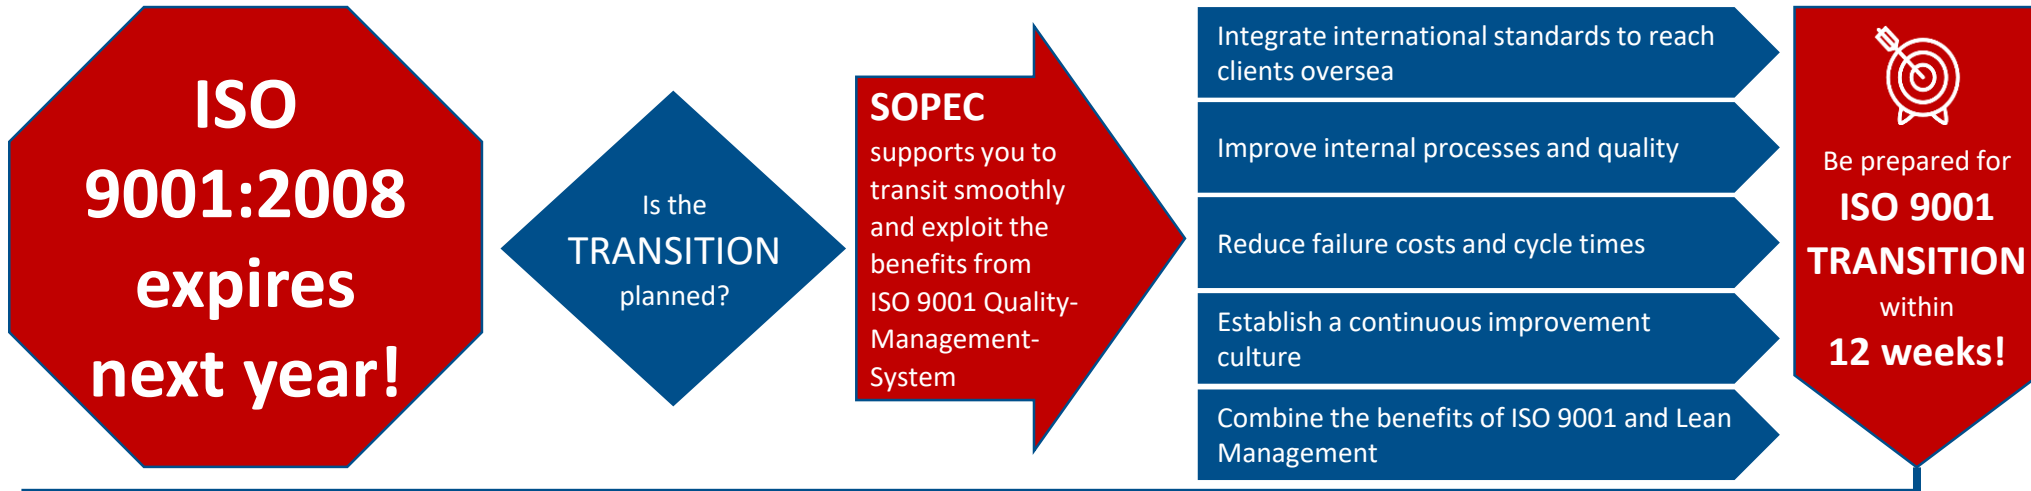 ISO
9001:2008
expires
next year!
Is the
TRANSITION
planned?
SOPEC
supports you to
transit smoothly
and exploit the
benefits from
ISO 9001 Quality-
Management-
System
Integrate international standards to reach
clients oversea
Improve internal processes and quality
Reduce failure costs and cycle times
Establish a continuous improvement
culture
Combine the benefits of ISO 9001 and Lean
Management
Be prepared for
ISO 9001
TRANSITION
within
12 weeks!